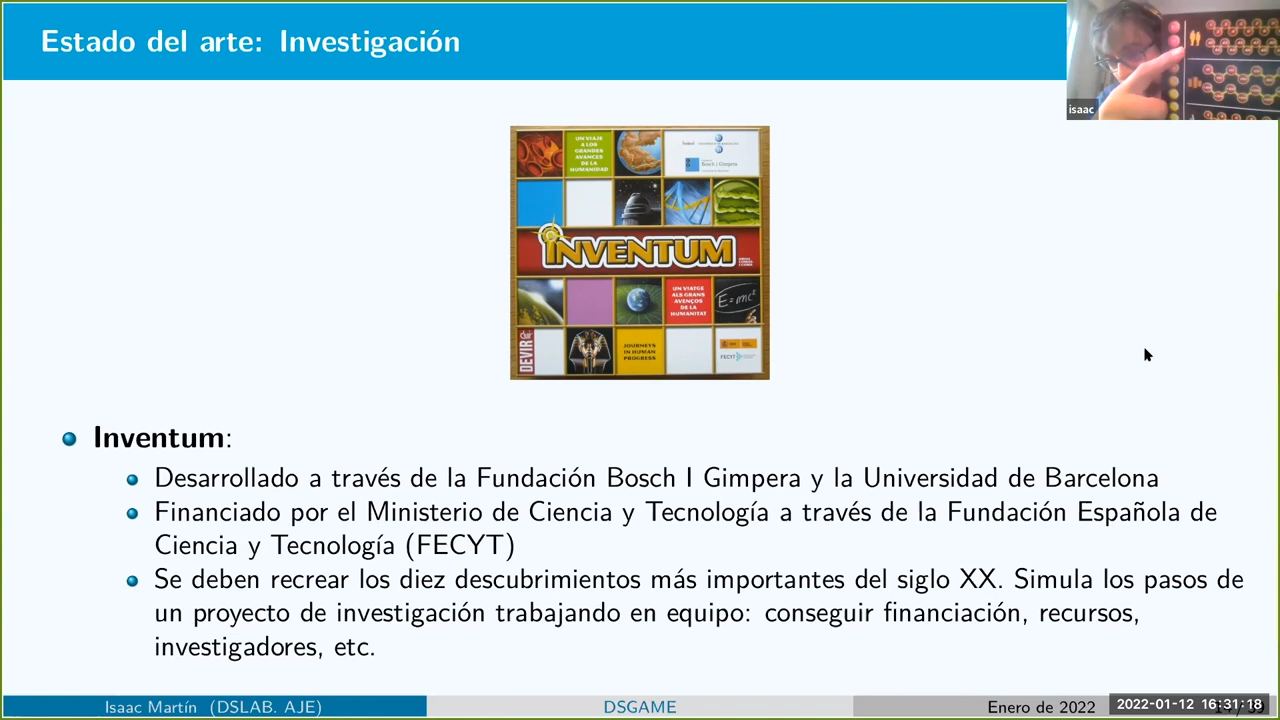 Estado del arte: Investigación
isaac
UN VIAJE
A LOS
GRANDES
AVANCES
DE LA
HUMANIDAD
Bosch i Gimpera
INVENTUM
UN VIATGE
ALS GRANS
AVENÇOS
DE LA
HUMANITAT
E=mc²
DEVIR
JOURNEYS
IN HUMAN
PROGRESS
FECYT
Inventum:
Desarrollado a través de la Fundación Bosch I Gimpera y la Universidad de Barcelona
Financiado por el Ministerio de Ciencia y Tecnología a través de la Fundación Española de
Ciencia y Tecnología (FECYT)
Se deben recrear los diez descubrimientos más importantes del siglo XX. Simula los pasos de
un proyecto de investigación trabajando en equipo: conseguir financiación, recursos,
investigadores, etc.
Isaac Martín (DSLAB. AJE)
DSGAME
Enero de 2022
2022-01-12 16:31:18